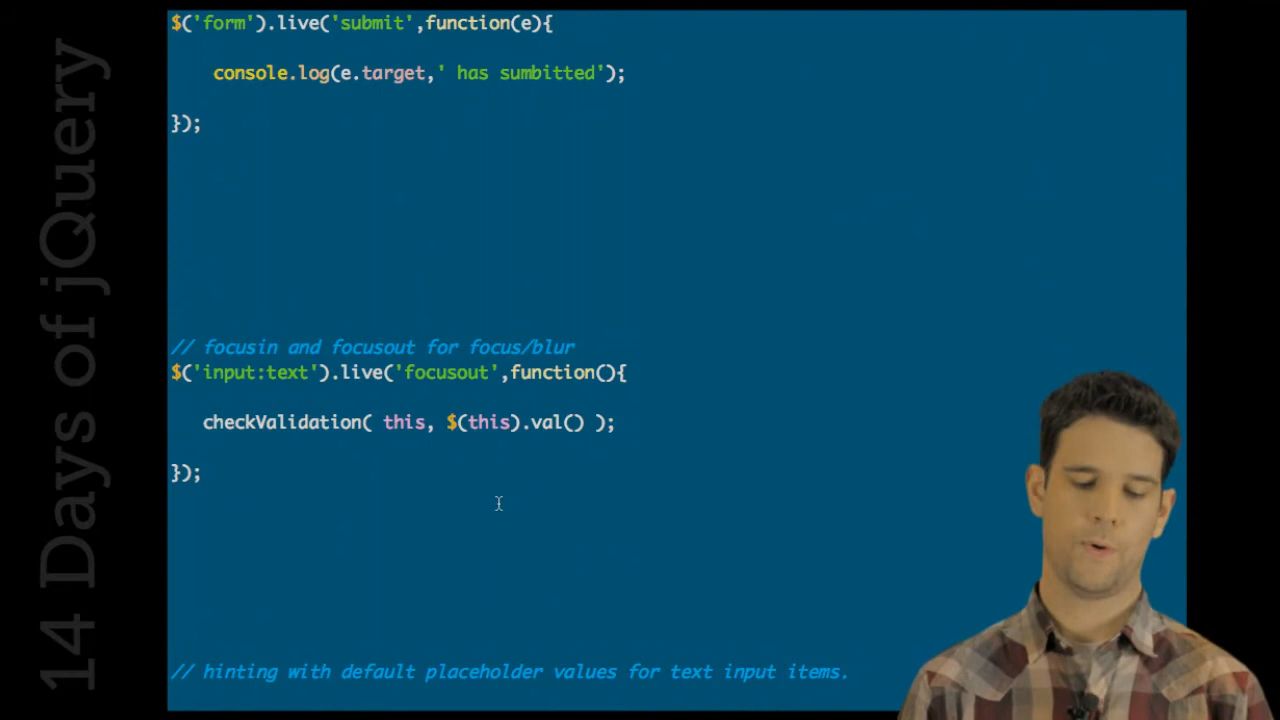 14 Days of jQuery
$('form').live('submit',function(e){
console.log(e.target,' has sumbitted');
});
// focusin and focusout for focus/blur
$('input:text').live('focusout',function(){
checkValidation( this, $(this).val() );
});
// hinting with default placeholder values for text input items.